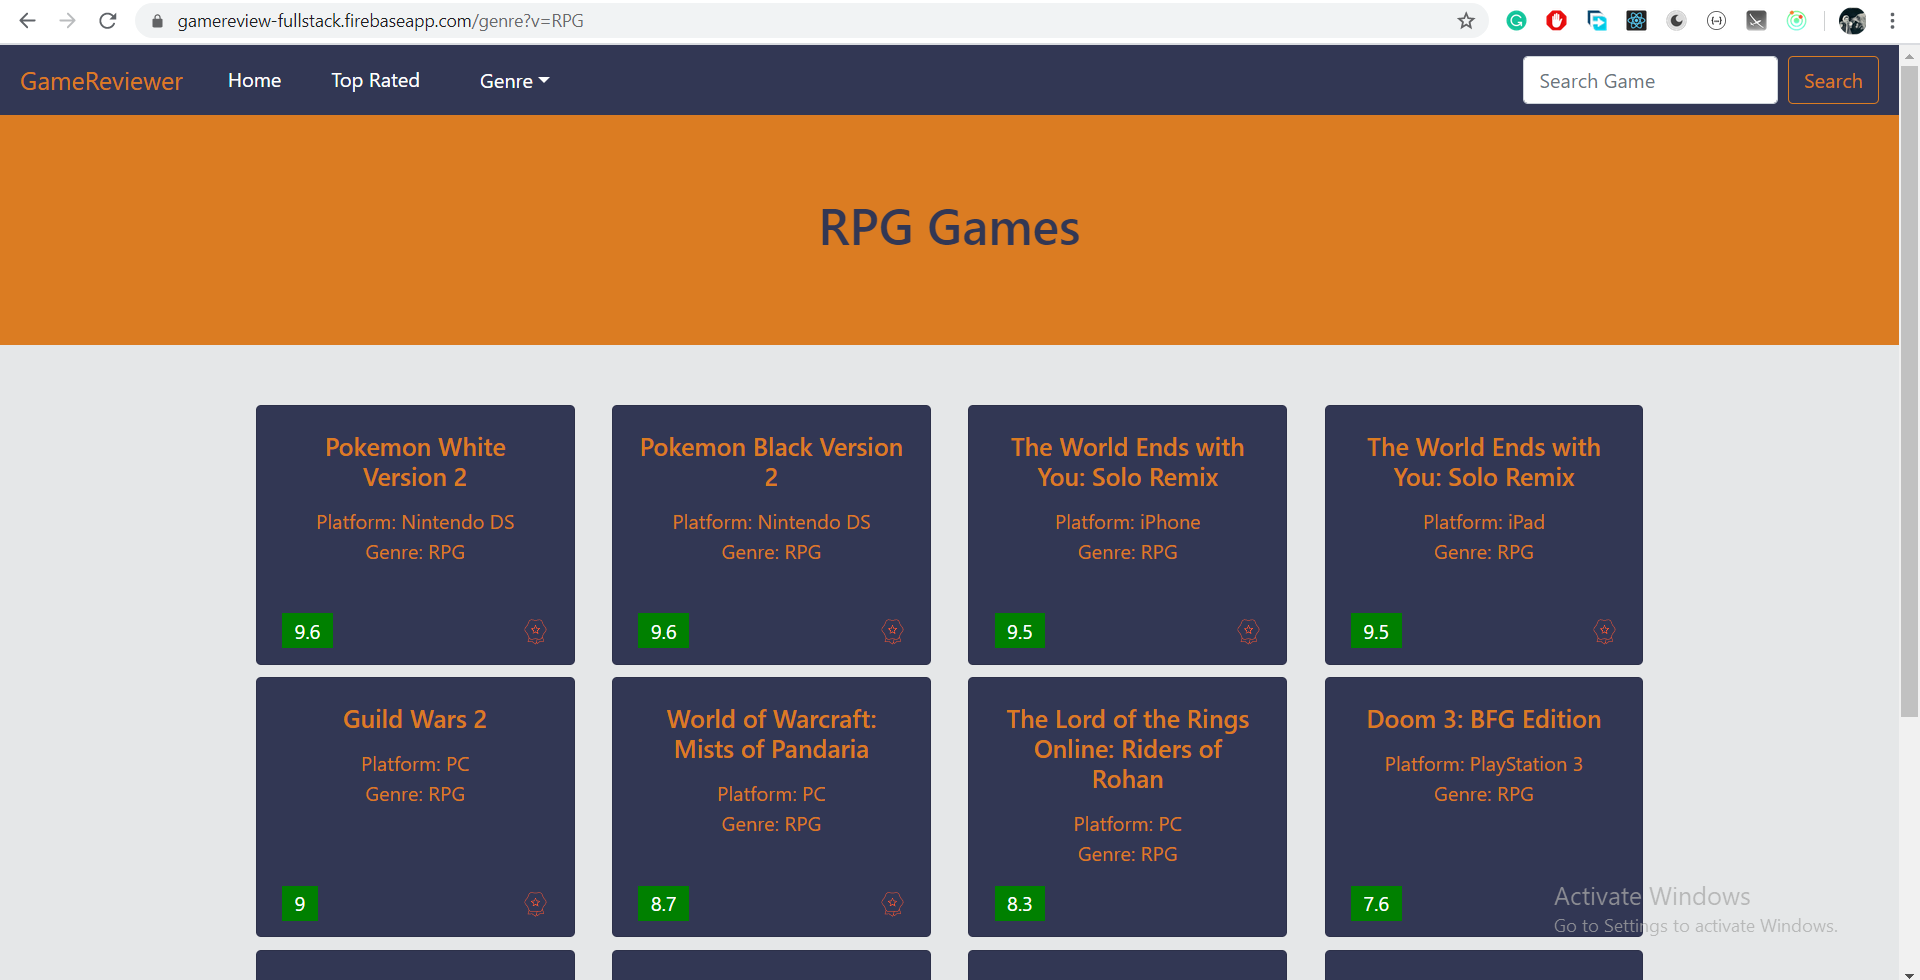 gamereview-fullstack.firebaseapp.com/genre?v=RPG
GameReviewer
Home
Top Rated
Genre
Search Game
Search
RPG Games
Pokemon White
Version 2
Platform: Nintendo DS
Genre: RPG
9.6
Pokemon Black Version
2
Platform: Nintendo DS
Genre: RPG
9.6
The World Ends with
You: Solo Remix
Platform: iPhone
Genre: RPG
9.5
The World Ends with
You: Solo Remix
Platform: iPad
Genre: RPG
9.5
Guild Wars 2
Platform: PC
Genre: RPG
9
World of Warcraft:
Mists of Pandaria
Platform: PC
Genre: RPG
8.7
The Lord of the Rings
Online: Riders of
Rohan
Platform: PC
Genre: RPG
8.3
Doom 3: BFG Edition
Platform: PlayStation 3
Genre: RPG
7.6
Activate Windows
Go to Settings to activate Windows.